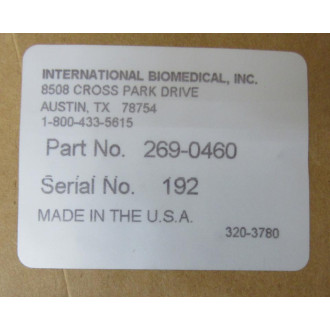 INTERNATIONAL BIOMEDICAL, INC.
8508 CROSS PARK DRIVE
AUSTIN, TX 78754
1-800-433-5615
Part No. 269-0460
Serial No. 192
MADE IN THE U.S.A.
320-3780